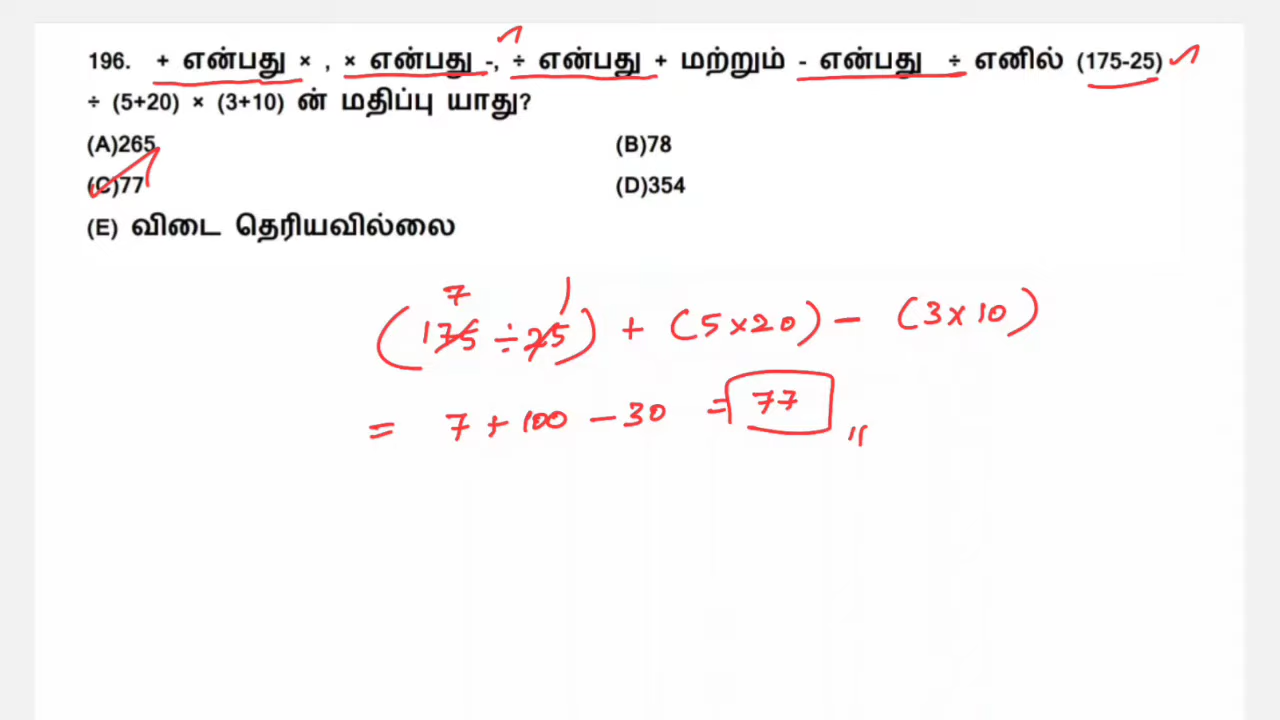 196. + என்பது × , × என்பது -, ÷ என்பது + மற்றும் - என்பது ÷ எனில் (175-25)
÷ (5+20) × (3+10) ன் மதிப்பு யாது?
(A)265 (B)78
(C)77 (D)354
(E) விடை தெரியவில்லை
7 1
(175 ÷ 25) + (5×20) - (3×10)
= 7 + 100 - 30 = 77 "